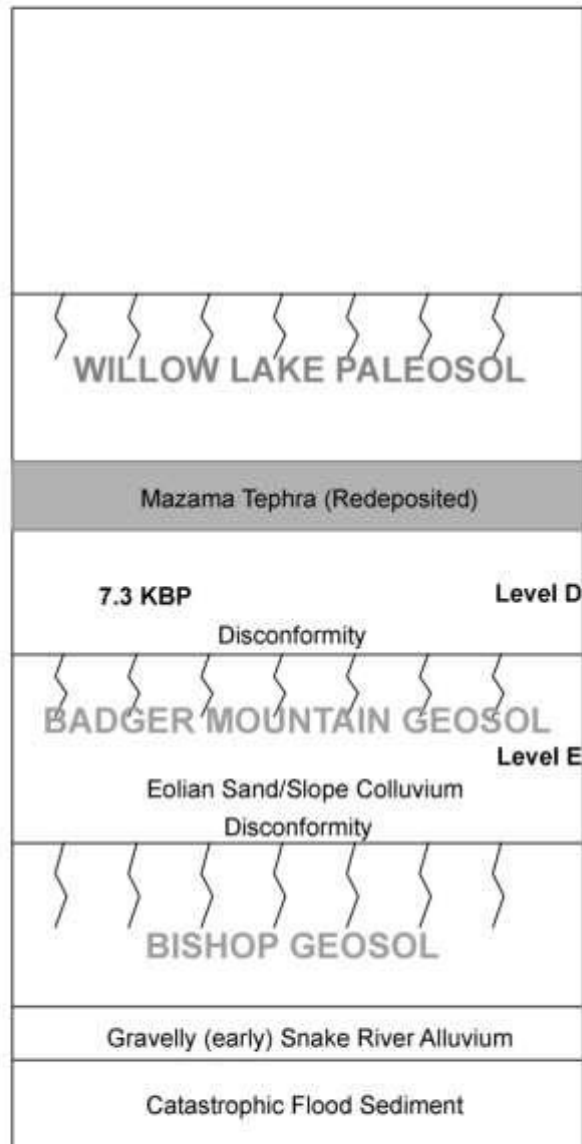 WILLOW LAKE PALEOSOL
Mazama Tephra (Redeposited)
7.3 KBP
Level D
Disconformity
BADGER MOUNTAIN GEOSOL
Level E
Eolian Sand/Slope Colluvium
Disconformity
BISHOP GEOSOL
Gravelly (early) Snake River Alluvium
Catastrophic Flood Sediment